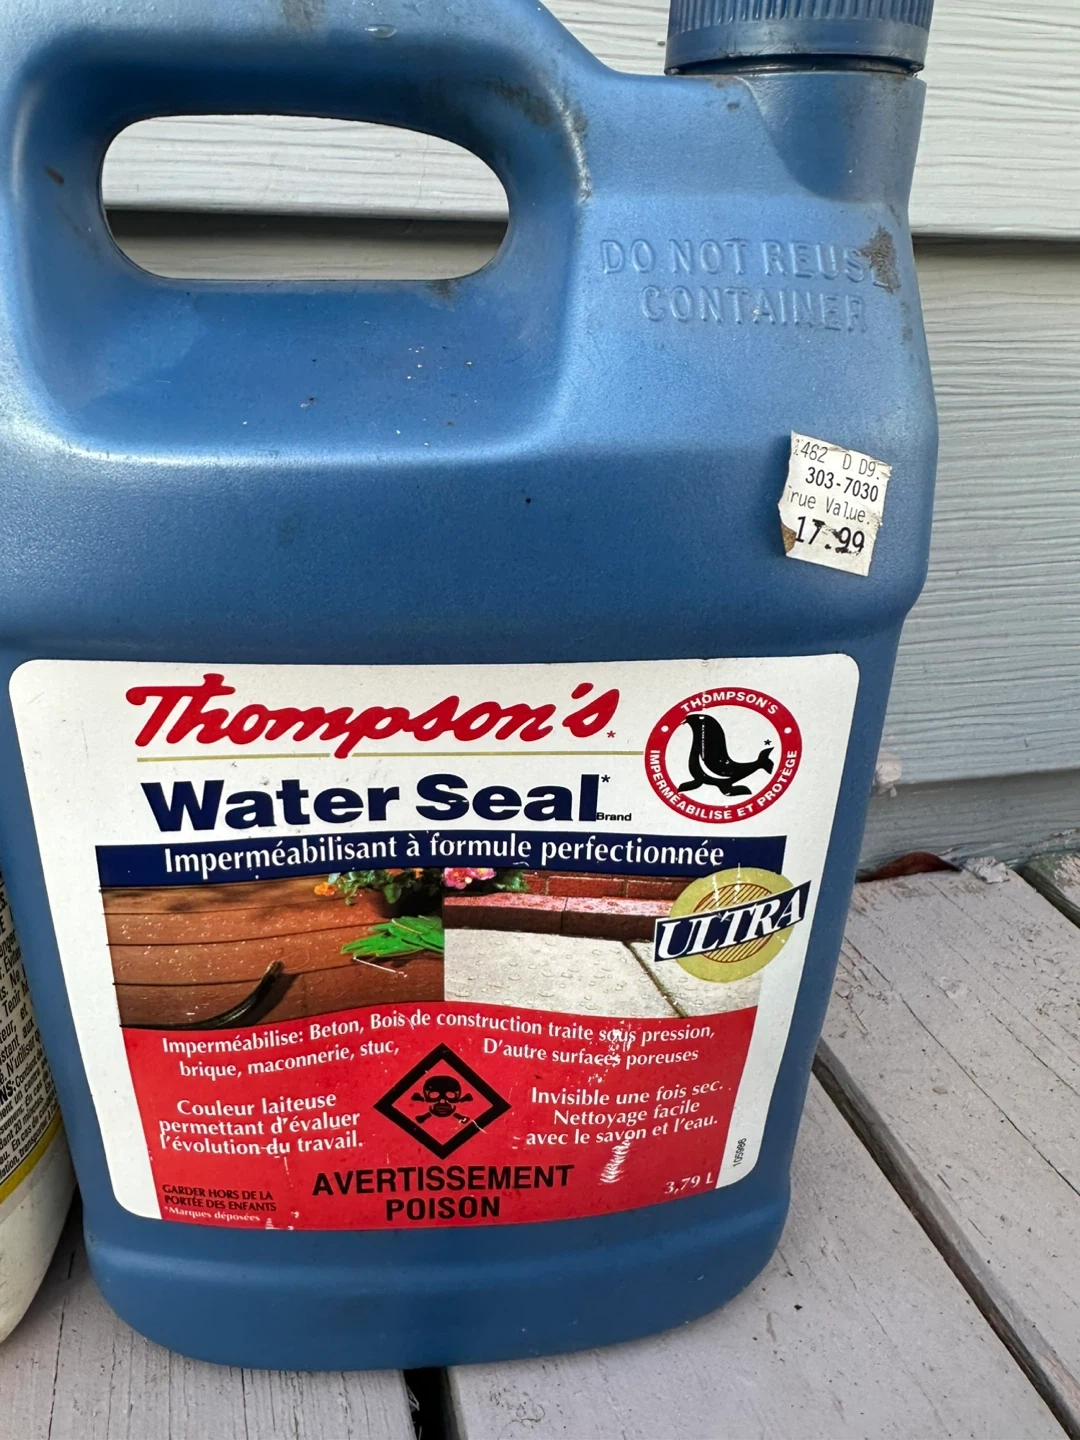 DO NOT REUSE
CONTAINER
462 D D9.
303-7030
True Value.
17.99
Thompson's*
THOMPSON'S
IMPERMÉABILISE ET PROTÈGE
Water Seal*
Brand
Imperméabilisant à formule perfectionnée
ULTRA
Imperméabilise: Béton, Bois de construction traité sous pression,
brique, maconnerie, stuc, D'autre surfaces poreuses
Couleur laiteuse
permettant d'évaluer
l'évolution du travail.
Invisible une fois sec.
Nettoyage facile
avec le savon et l'eau.
AVERTISSEMENT
POISON
GARDER HORS DE LA
PORTÉE DES ENFANTS
*Marques déposées
3,79 L